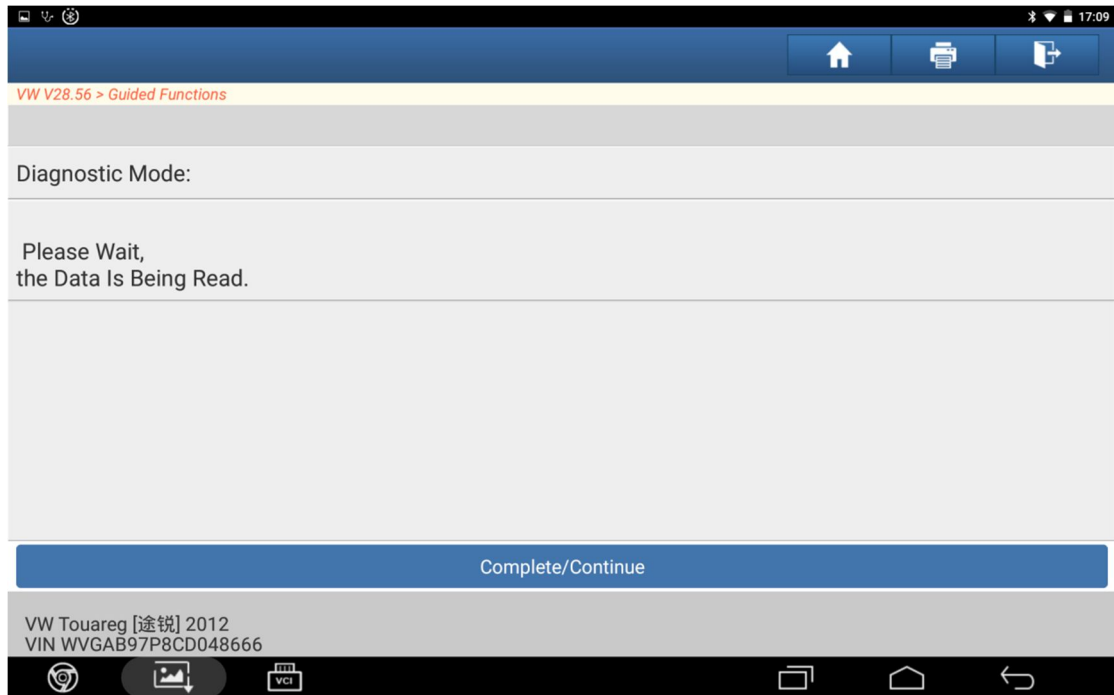 17:09
VW V28.56 > Guided Functions
Diagnostic Mode:
Please Wait,
the Data Is Being Read.
Complete/Continue
VW Touareg [途锐] 2012
VIN WVGAB97P8CD048666
VCI